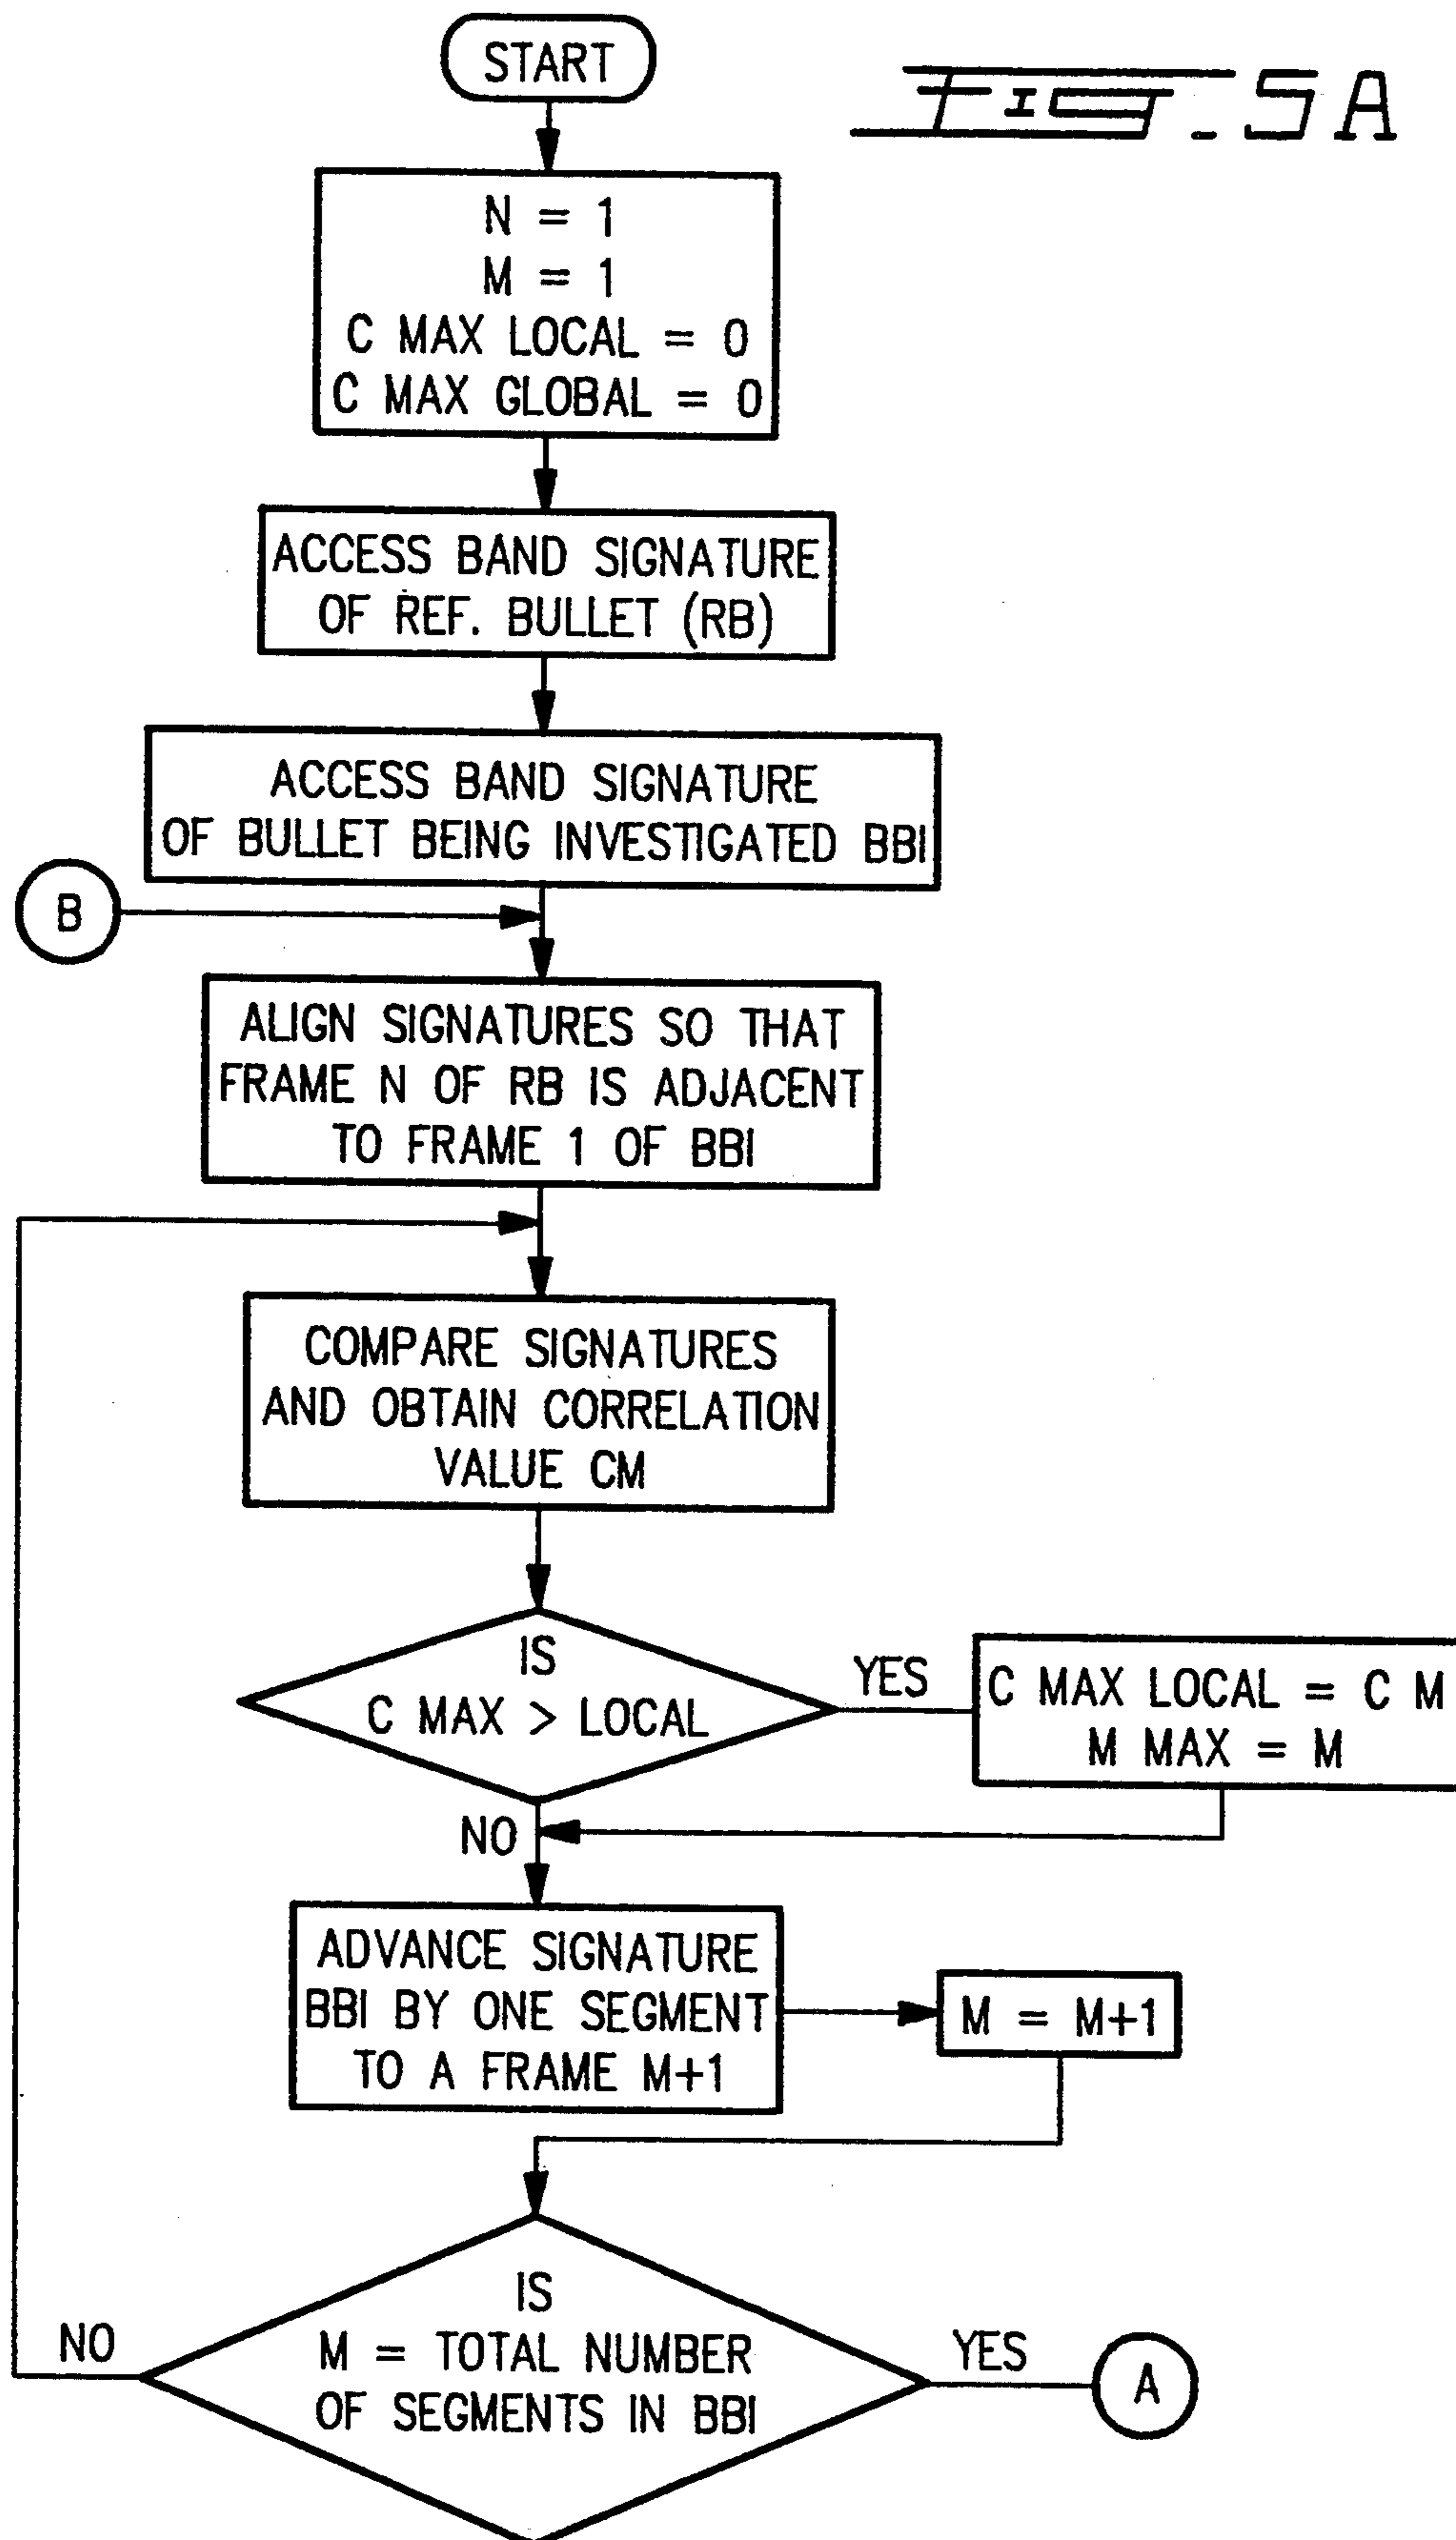 START
FIG. 5A
N = 1
M = 1
C MAX LOCAL = 0
C MAX GLOBAL = 0
ACCESS BAND SIGNATURE
OF REF. BULLET (RB)
ACCESS BAND SIGNATURE
OF BULLET BEING INVESTIGATED BBI
B
ALIGN SIGNATURES SO THAT
FRAME N OF RB IS ADJACENT
TO FRAME 1 OF BBI
COMPARE SIGNATURES
AND OBTAIN CORRELATION
VALUE CM
IS
C MAX > LOCAL
YES
C MAX LOCAL = C M
M MAX = M
NO
ADVANCE SIGNATURE
BBI BY ONE SEGMENT
TO A FRAME M+1
M = M+1
IS
M = TOTAL NUMBER
OF SEGMENTS IN BBI
NO
YES
A